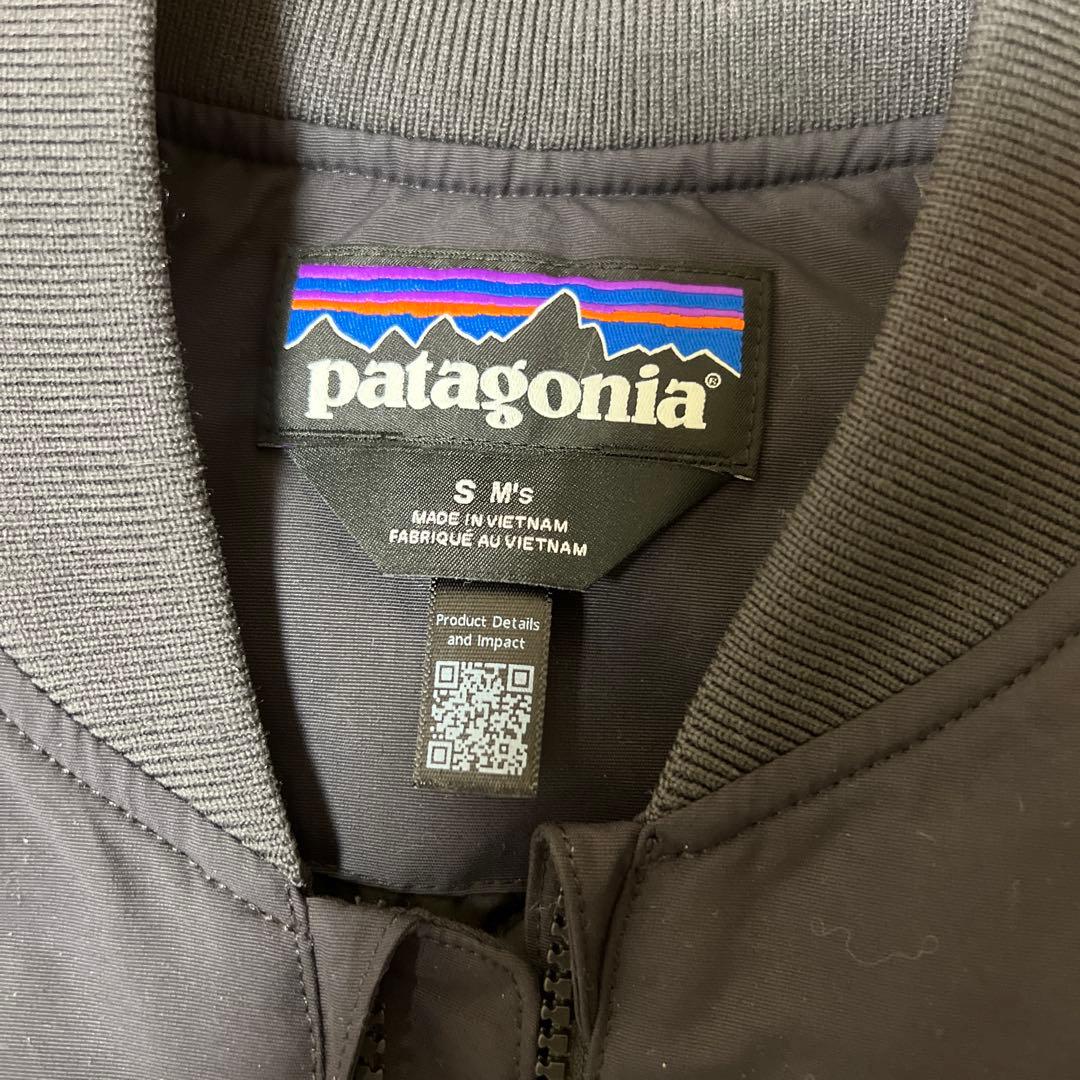 patagonia®
S M's
MADE IN VIETNAM
FABRIQUÉ AU VIETNAM
Product Details
and Impact